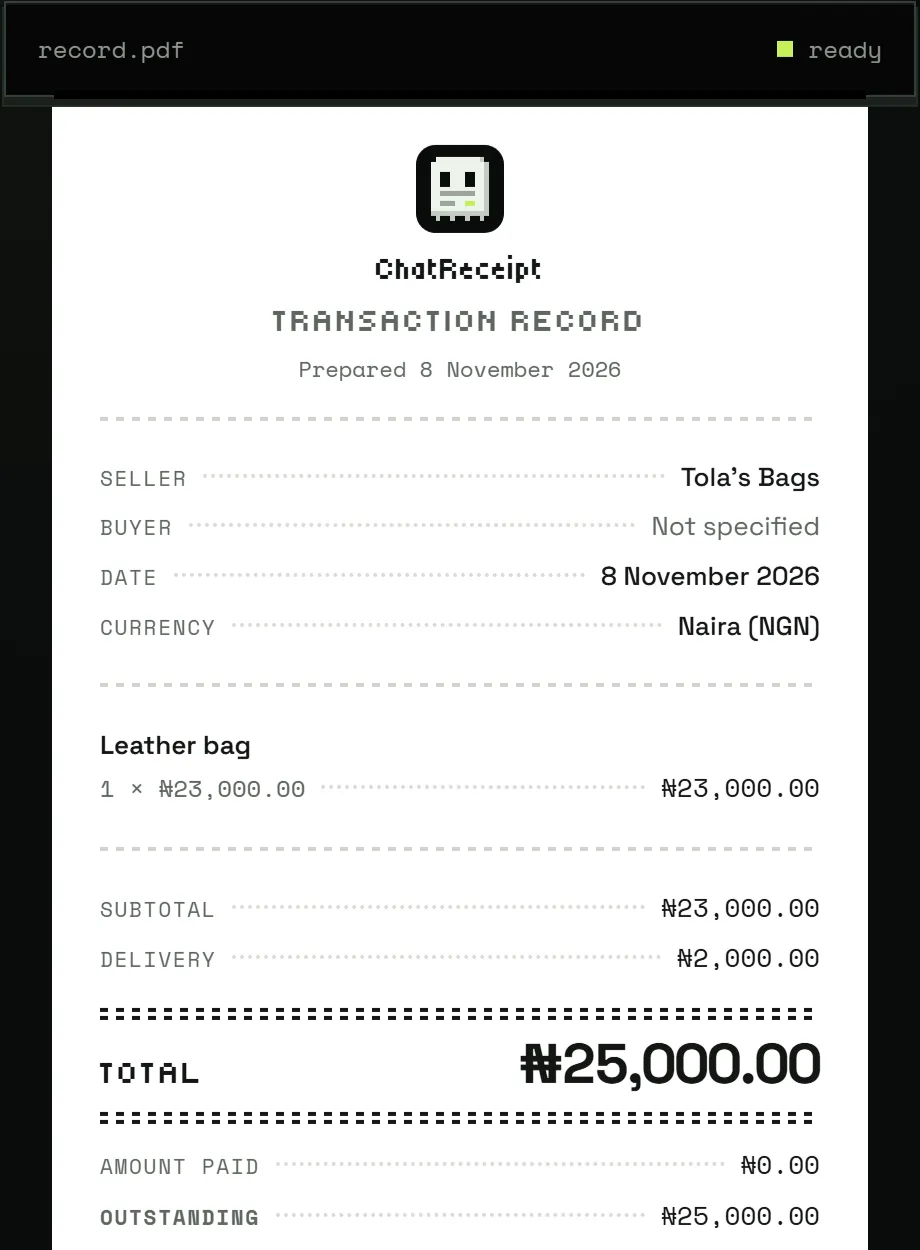 record.pdf
ready
ChatReceipt
TRANSACTION RECORD
Prepared 8 November 2026
SELLER Tola’s Bags
BUYER Not specified
DATE 8 November 2026
CURRENCY Naira (NGN)
Leather bag
1 × ₦23,000.00 ₦23,000.00
SUBTOTAL ₦23,000.00
DELIVERY ₦2,000.00
TOTAL ₦25,000.00
AMOUNT PAID ₦0.00
OUTSTANDING ₦25,000.00